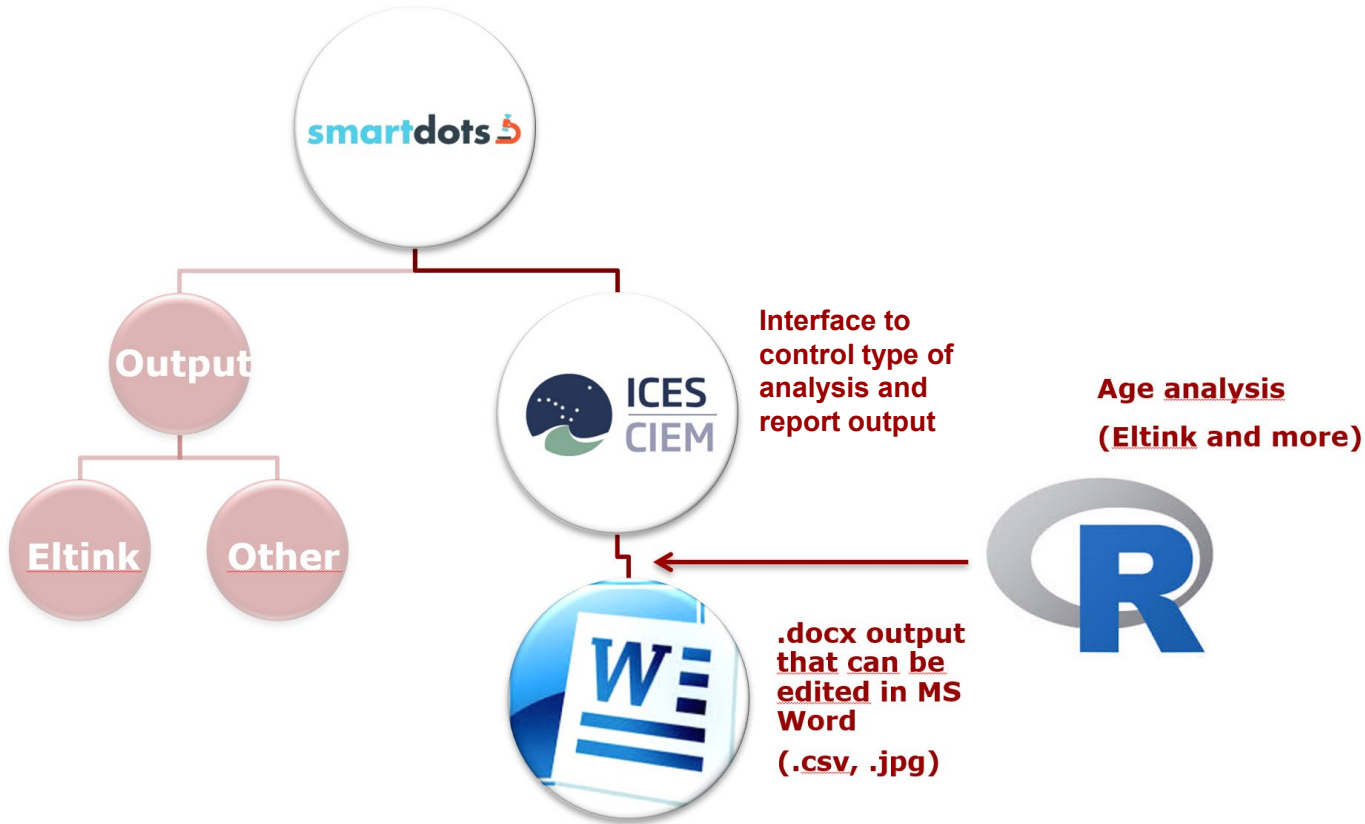 smartdots
Output
Eltink
Other
ICES
CIEM
Interface to
control type of
analysis and
report output
Age analysis
(Eltink and more)
R
W
.docx output
that can be
edited in MS
Word
(.csv, .jpg)